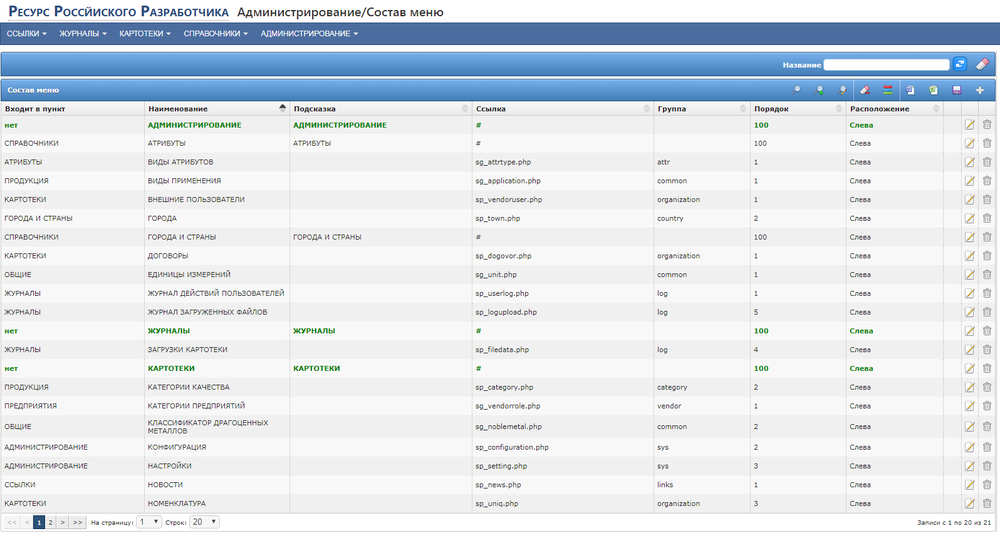 Ресурс Россйиского Разработчика Администрирование/Состав меню
ССЫЛКИ ЖУРНАЛЫ КАРТОТЕКИ СПРАВОЧНИКИ АДМИНИСТРИРОВАНИЕ
Название
Состав меню
Входит в пункт Наименование Подсказка Ссылка Группа Порядок Расположение
нет АДМИНИСТРИРОВАНИЕ АДМИНИСТРИРОВАНИЕ # 100 Слева
СПРАВОЧНИКИ АТРИБУТЫ АТРИБУТЫ # 100 Слева
АТРИБУТЫ ВИДЫ АТРИБУТОВ sg_attrtype.php attr 1 Слева
ПРОДУКЦИЯ ВИДЫ ПРИМЕНЕНИЯ sg_application.php common 1 Слева
КАРТОТЕКИ ВНЕШНИЕ ПОЛЬЗОВАТЕЛИ sp_vendoruser.php organization 1 Слева
ГОРОДА И СТРАНЫ ГОРОДА sp_town.php country 2 Слева
СПРАВОЧНИКИ ГОРОДА И СТРАНЫ ГОРОДА И СТРАНЫ # 100 Слева
КАРТОТЕКИ ДОГОВОРЫ sp_dogovor.php organization 1 Слева
ОБЩИЕ ЕДИНИЦЫ ИЗМЕРЕНИЙ sg_unit.php common 1 Слева
ЖУРНАЛЫ ЖУРНАЛ ДЕЙСТВИЙ ПОЛЬЗОВАТЕЛЕЙ sp_userlog.php log 1 Слева
ЖУРНАЛЫ ЖУРНАЛ ЗАГРУЖЕННЫХ ФАЙЛОВ sp_logupload.php log 5 Слева
нет ЖУРНАЛЫ ЖУРНАЛЫ # 100 Слева
ЖУРНАЛЫ ЗАГРУЗКИ КАРТОТЕКИ sp_filedata.php log 4 Слева
нет КАРТОТЕКИ КАРТОТЕКИ # 100 Слева
ПРОДУКЦИЯ КАТЕГОРИИ КАЧЕСТВА sp_category.php category 2 Слева
ПРЕДПРИЯТИЯ КАТЕГОРИИ ПРЕДПРИЯТИЙ sg_vendorrole.php vendor 1 Слева
ОБЩИЕ КЛАССИФИКАТОР ДРАГОЦЕННЫХ МЕТАЛЛОВ sg_noblemetal.php common 2 Слева
АДМИНИСТРИРОВАНИЕ КОНФИГУРАЦИЯ sp_configuration.php sys 2 Слева
АДМИНИСТРИРОВАНИЕ НАСТРОЙКИ sp_setting.php sys 3 Слева
ССЫЛКИ НОВОСТИ sp_news.php links 1 Слева
КАРТОТЕКИ НОМЕНКЛАТУРА sp_uniq.php organization 3 Слева
<< < 1 2 > >> На страницу: 1 Строк: 20 Записи с 1 по 20 из 21